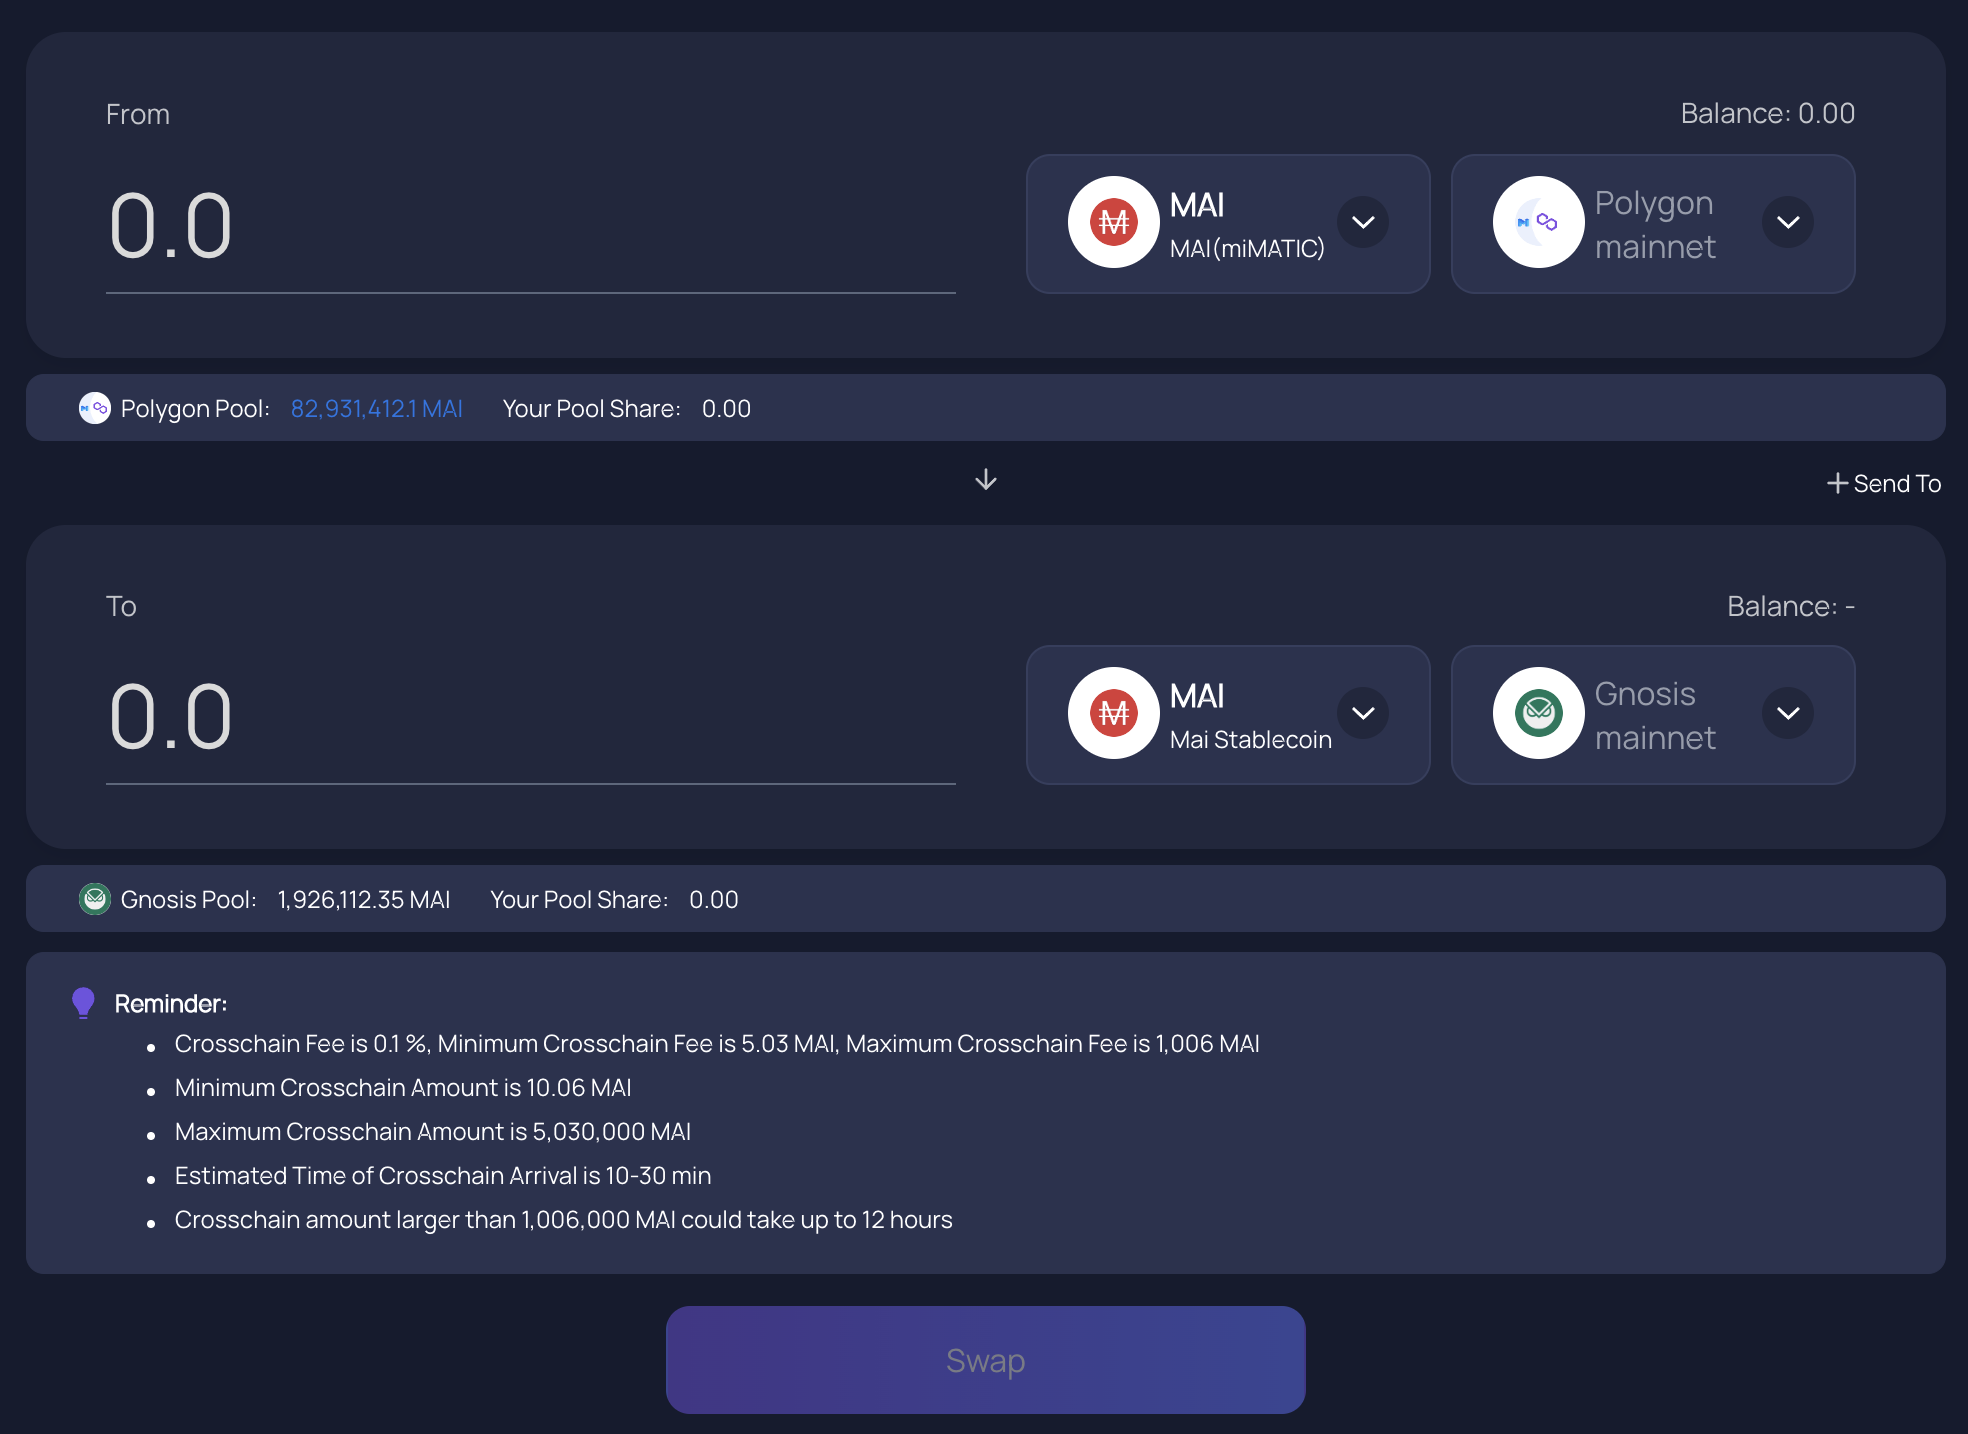 From
Balance: 0.00
0.0
MAI
MAI(miMATIC)
Polygon
mainnet
Polygon Pool: 82,931,412.1 MAI Your Pool Share: 0.00
Send To
To
Balance: -
0.0
MAI
Mai Stablecoin
Gnosis
mainnet
Gnosis Pool: 1,926,112.35 MAI Your Pool Share: 0.00
Reminder:
Crosschain Fee is 0.1 %, Minimum Crosschain Fee is 5.03 MAI, Maximum Crosschain Fee is 1,006 MAI
Minimum Crosschain Amount is 10.06 MAI
Maximum Crosschain Amount is 5,030,000 MAI
Estimated Time of Crosschain Arrival is 10-30 min
Crosschain amount larger than 1,006,000 MAI could take up to 12 hours
Swap